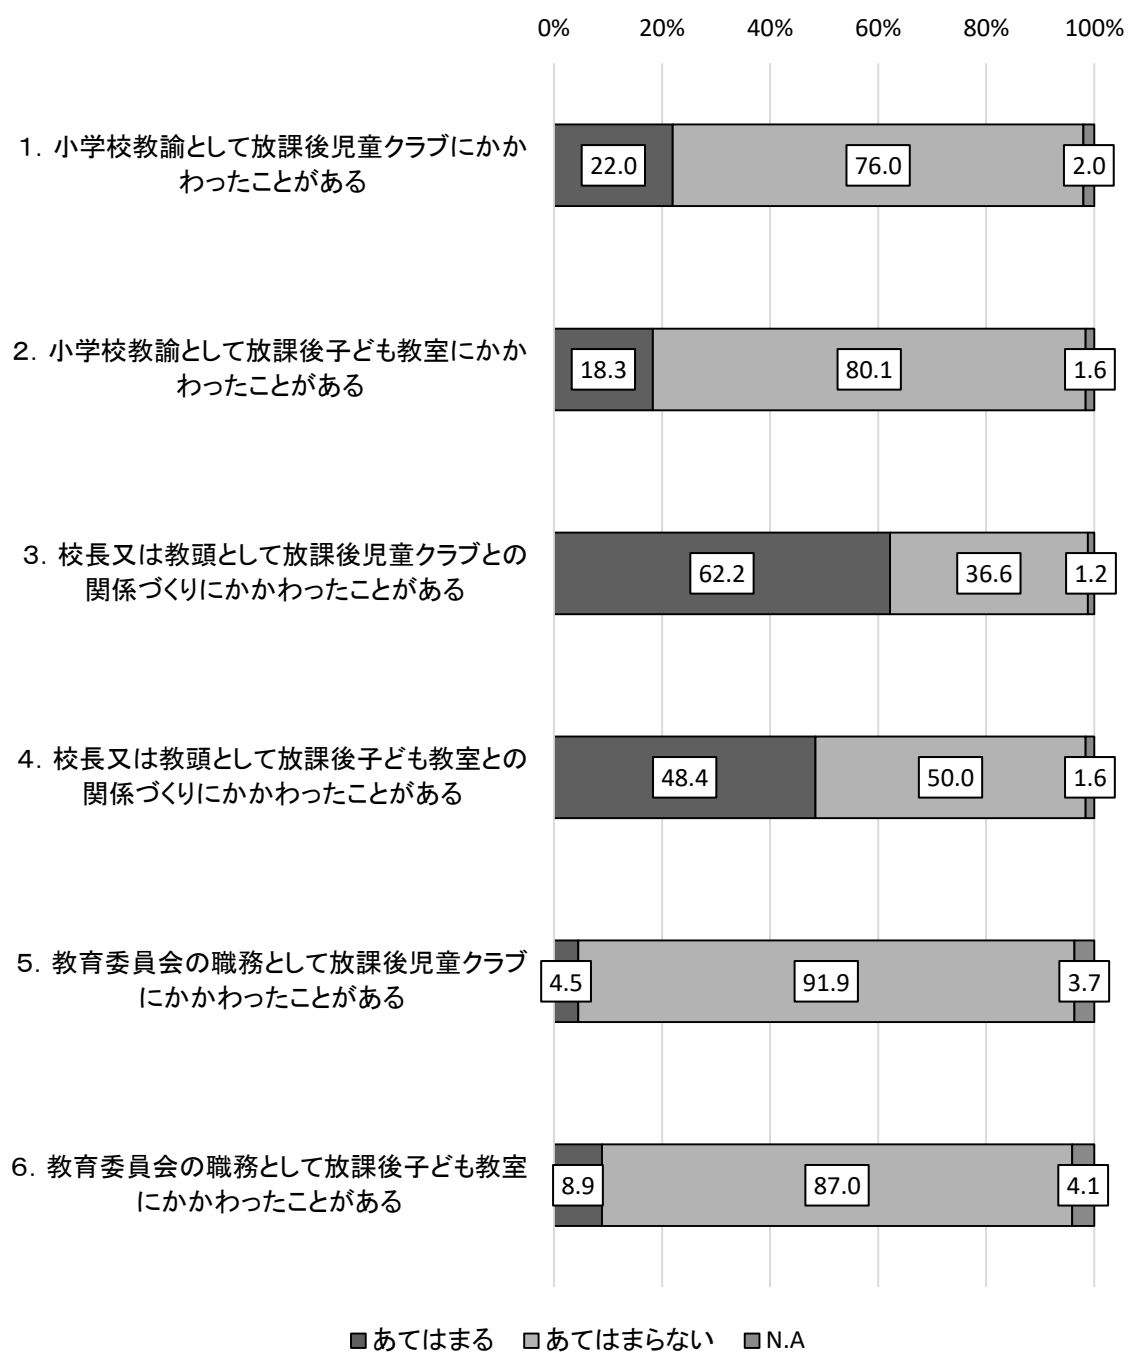 0% 20% 40% 60% 80% 100%
1．小学校教諭として放課後児童クラブにかか
わったことがある
22.0 76.0 2.0
2．小学校教諭として放課後子ども教室にかか
わったことがある
18.3 80.1 1.6
3．校長又は教頭として放課後児童クラブとの
関係づくりにかかわったことがある
62.2 36.6 1.2
4．校長又は教頭として放課後子ども教室との
関係づくりにかかわったことがある
48.4 50.0 1.6
5．教育委員会の職務として放課後児童クラブ
にかかわったことがある
4.5 91.9 3.7
6．教育委員会の職務として放課後子ども教室
にかかわったことがある
8.9 87.0 4.1
あてはまる あてはまらない N.A